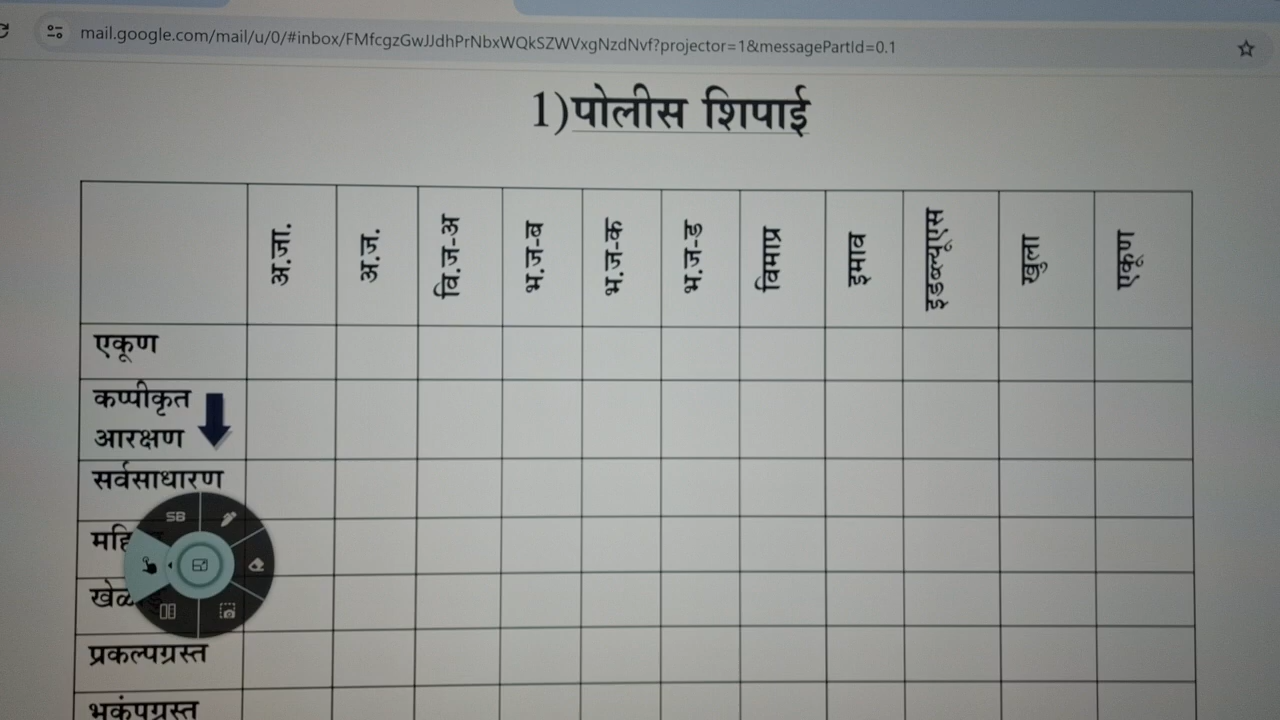 mail.google.com/mail/u/0/#inbox/FMfcgzGwJJdhPrNbxWQkSZWVxgNzdNvf?projector=1&messagePartId=0.1
1)पोलीस शिपाई
अ.जा. अ.ज. वि.ज-अ भ.ज-ब भ.ज-क भ.ज-ड विमाप्र इमाव इडब्ल्यूएस खुला एकूण
एकूण
कप्पीकृत
आरक्षण
सर्वसाधारण
SB
प्रकल्पग्रस्त
भूकंपग्रस्त